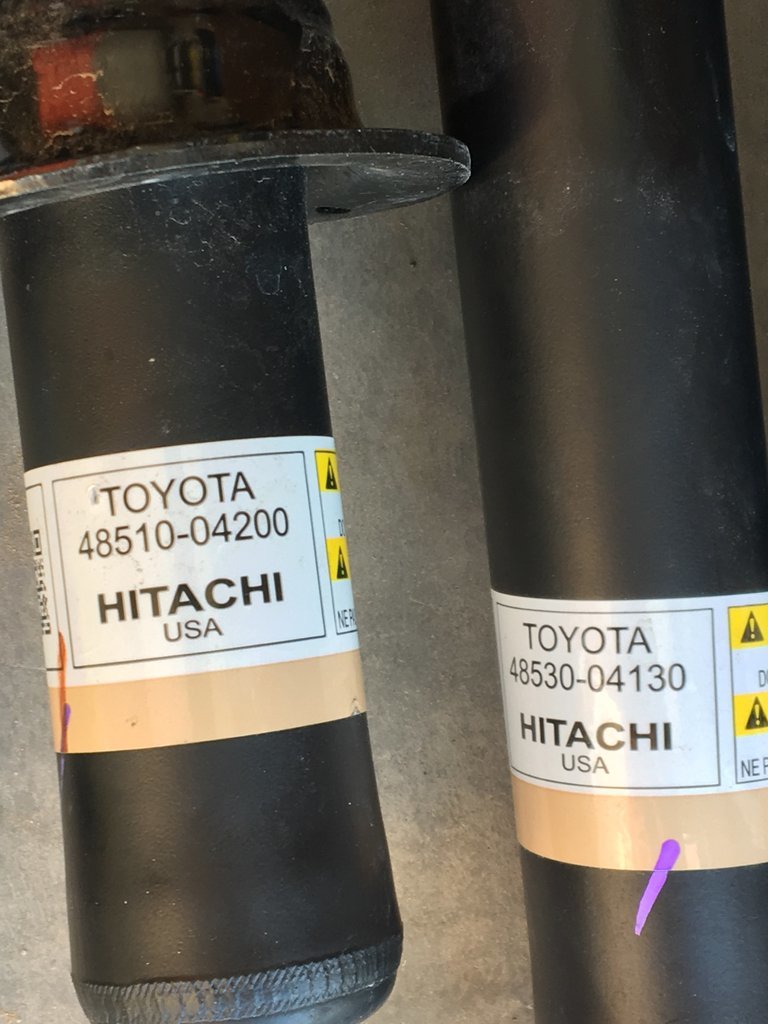 TOYOTA
48510-04200
HITACHI
USA
TOYOTA
48530-04130
HITACHI
USA